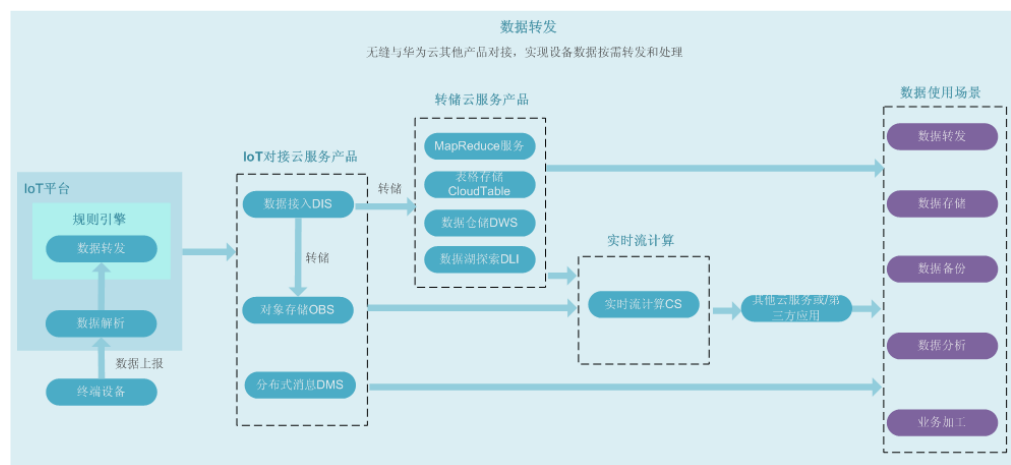 数据转发
无缝与华为云其他产品对接，实现设备数据按需转发和处理
IoT平台
规则引擎
数据转发
数据解析
数据上报
终端设备
IoT对接云服务产品
数据接入DIS
转储
对象存储OBS
分布式消息DMS
转储
转储云服务产品
MapReduce服务
表格存储
CloudTable
数据仓储DWS
数据湖探索DLI
实时流计算
实时流计算CS
其他云服务或/第
三方应用
数据使用场景
数据转发
数据存储
数据备份
数据分析
业务加工